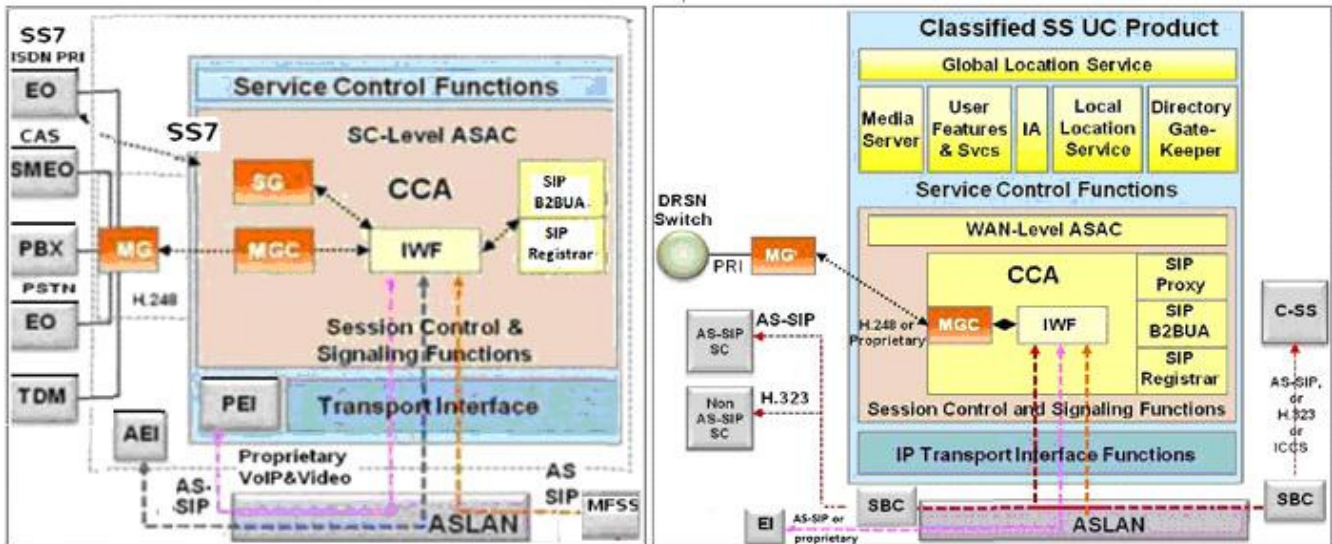 SS7
ISDN PRI
EO
CAS
SMEO
PBX
PSTN
EO
TDM
MG
H.248
AEI
Service Control Functions
SS7
SC-Level ASAC
SG
CCA
SIP
B2BUA
SIP
Registrar
MGC
IWF
Session Control &
Signaling Functions
PEI
Transport Interface
Proprietary
VoIP&Video
AS-
SIP
AS
SIP
MFSS
ASLAN
Classified SS UC Product
Global Location Service
Media
Server
User
Features
& Svcs
IA
Local
Location
Service
Directory
Gate-
Keeper
Service Control Functions
DRSN
Switch
PRI
MG
WAN-Level ASAC
CCA
SIP
Proxy
SIP
B2BUA
SIP
Registrar
MGC
IWF
H.248 or
Proprietary
Session Control and Signaling Functions
IP Transport Interface Functions
AS-SIP
SC
AS-SIP
Non
AS-SIP
SC
H.323
C-SS
AS-SIP,
or
H.323
or
ICCS
SBC
SBC
EI
AS-SIP or
proprietary
ASLAN